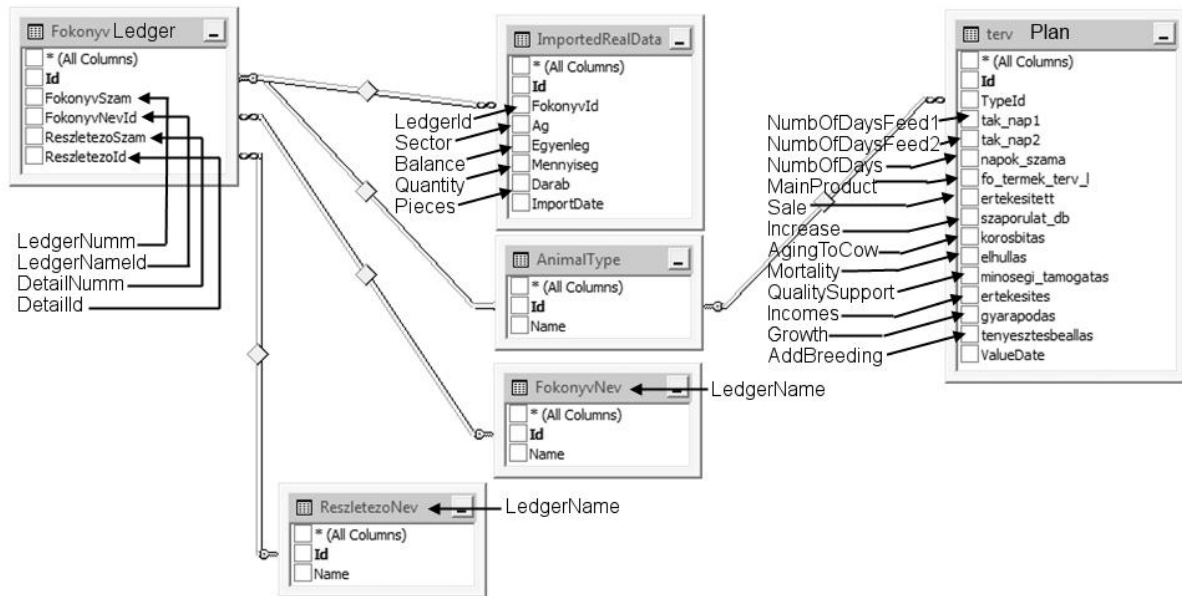 Fokonyv Ledger
* (All Columns)
Id
FokonyvSzam
FokonyvNevId
ReszletezoSzam
ReszletezoId
LedgerNumm
LedgerNameId
DetailNumm
DetailId
ImportedRealData
* (All Columns)
Id
FokonyvId
Ag
Egyenleg
Mennyiseg
Darab
ImportDate
LedgerId
Sector
Balance
Quantity
Pieces
AnimalType
* (All Columns)
Id
Name
FokonyvNev
LedgerName
* (All Columns)
Id
Name
ReszletezoNev
LedgerName
* (All Columns)
Id
Name
terv Plan
* (All Columns)
Id
TypeId
tak_nap1
tak_nap2
napok_szama
fo_termek_terv_l
ertekesitett
szaporulat_db
korosbitas
elhullas
minosegi_tamogatas
ertekesites
gyarapodas
tenyesztesbeallas
ValueDate
NumbOfDaysFeed1
NumbOfDaysFeed2
NumbOfDays
MainProduct
Sale
Increase
AgingToCow
Mortality
QualitySupport
Incomes
Growth
AddBreeding